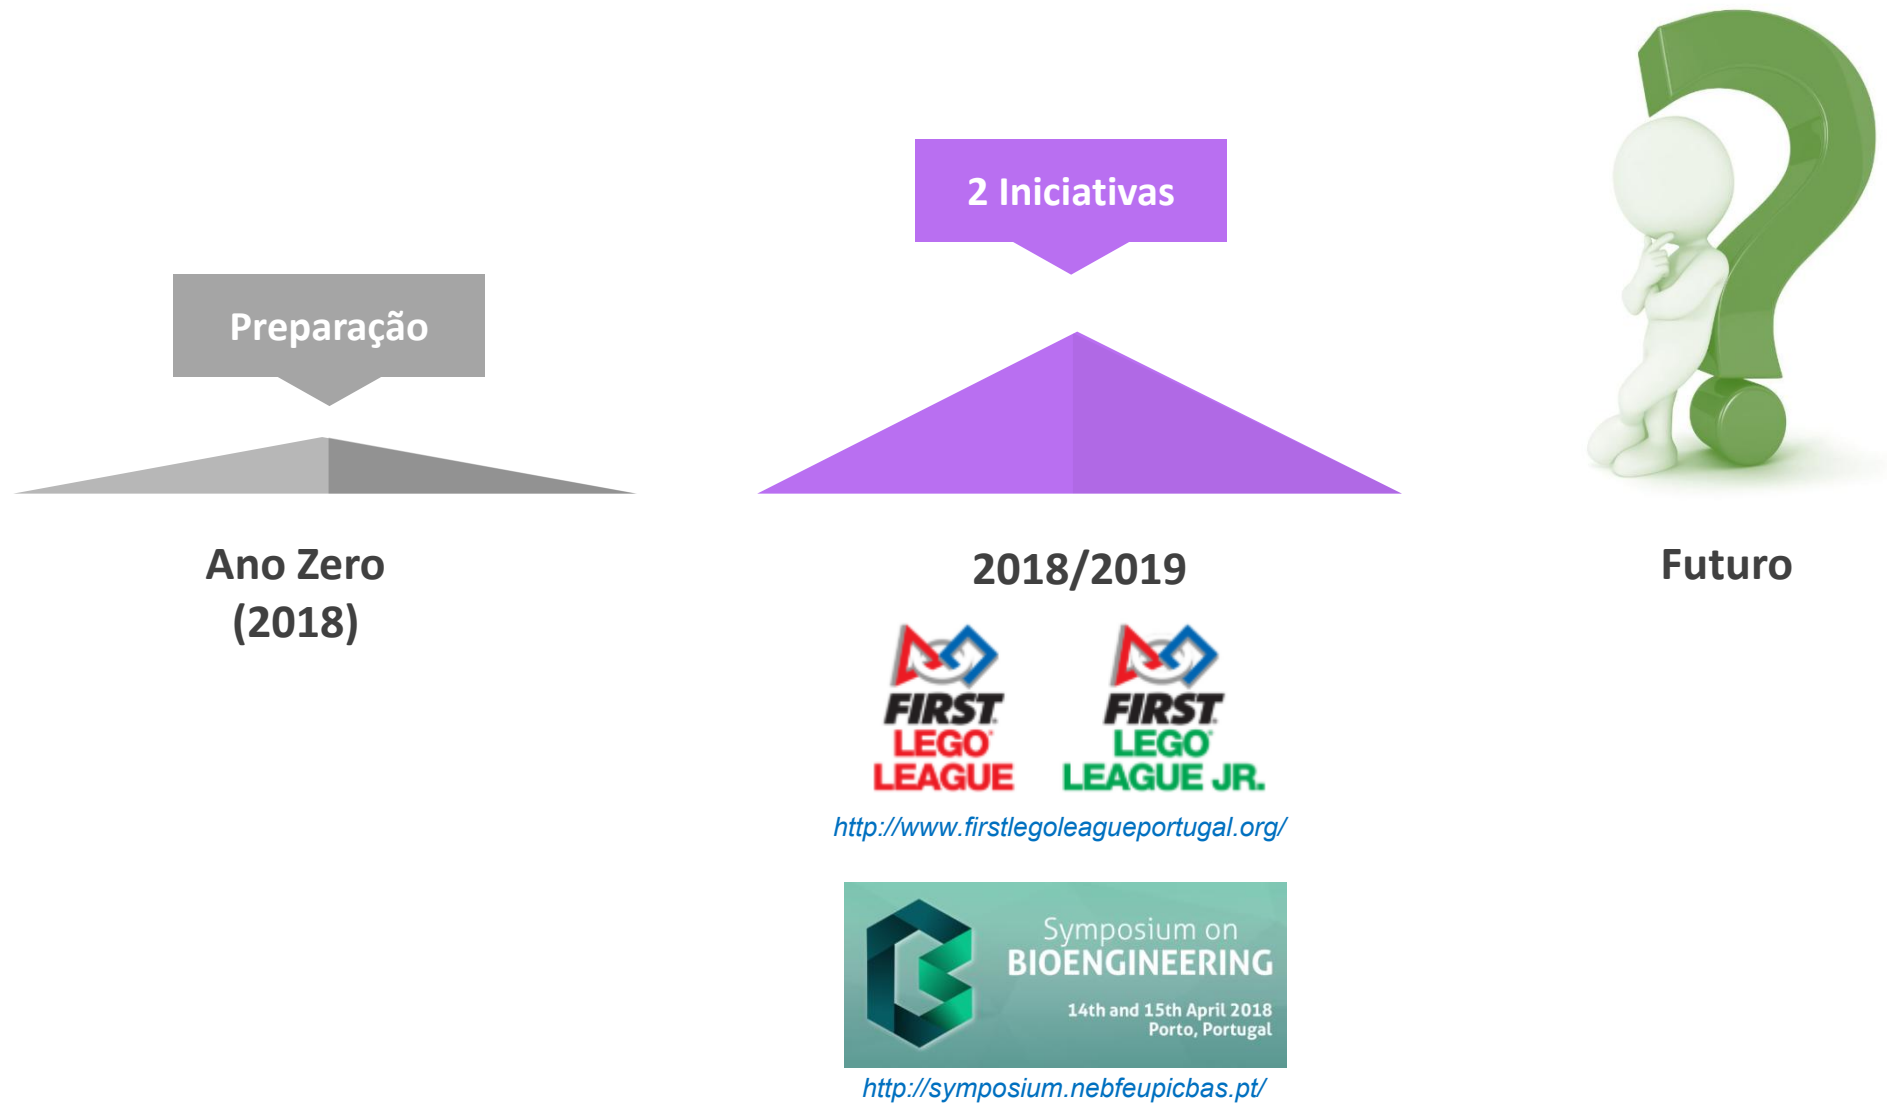 Preparação
2 Iniciativas
Ano Zero
(2018)
2018/2019
Futuro
FIRST®
LEGO®
LEAGUE
FIRST®
LEGO®
LEAGUE JR.
http://www.firstlegoleagueportugal.org/
Symposium on
BIOENGINEERING
14th and 15th April 2018
Porto, Portugal
http://symposium.nebfeupicbas.pt/